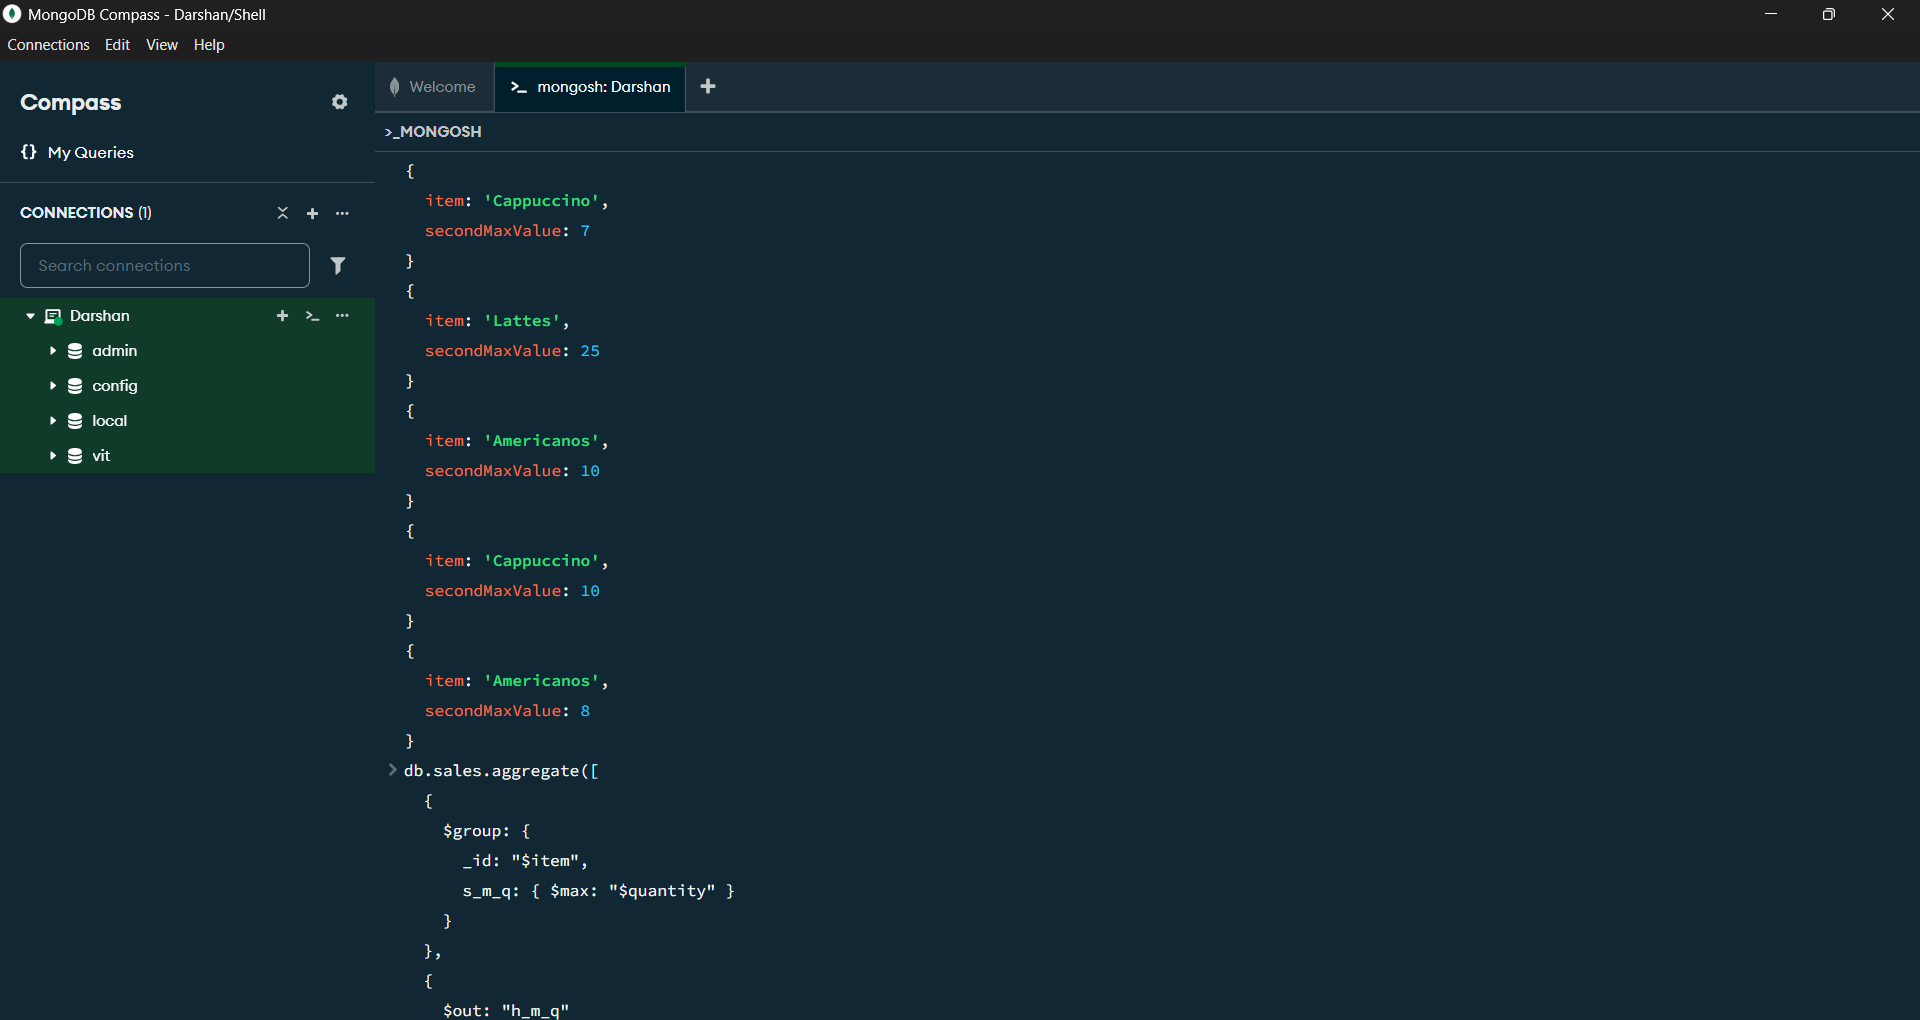 MongoDB Compass - Darshan/Shell
Connections Edit View Help
Compass
{} My Queries
CONNECTIONS (1)
Search connections
Darshan
admin
config
local
vit
Welcome
>_ mongosh: Darshan
>_MONGOSH
{
item: 'Cappuccino',
secondMaxValue: 7
}
{
item: 'Lattes',
secondMaxValue: 25
}
{
item: 'Americanos',
secondMaxValue: 10
}
{
item: 'Cappuccino',
secondMaxValue: 10
}
{
item: 'Americanos',
secondMaxValue: 8
}
> db.sales.aggregate([
{
$group: {
_id: "$item",
s_m_q: { $max: "$quantity" }
}
},
{
$out: "h_m_q"